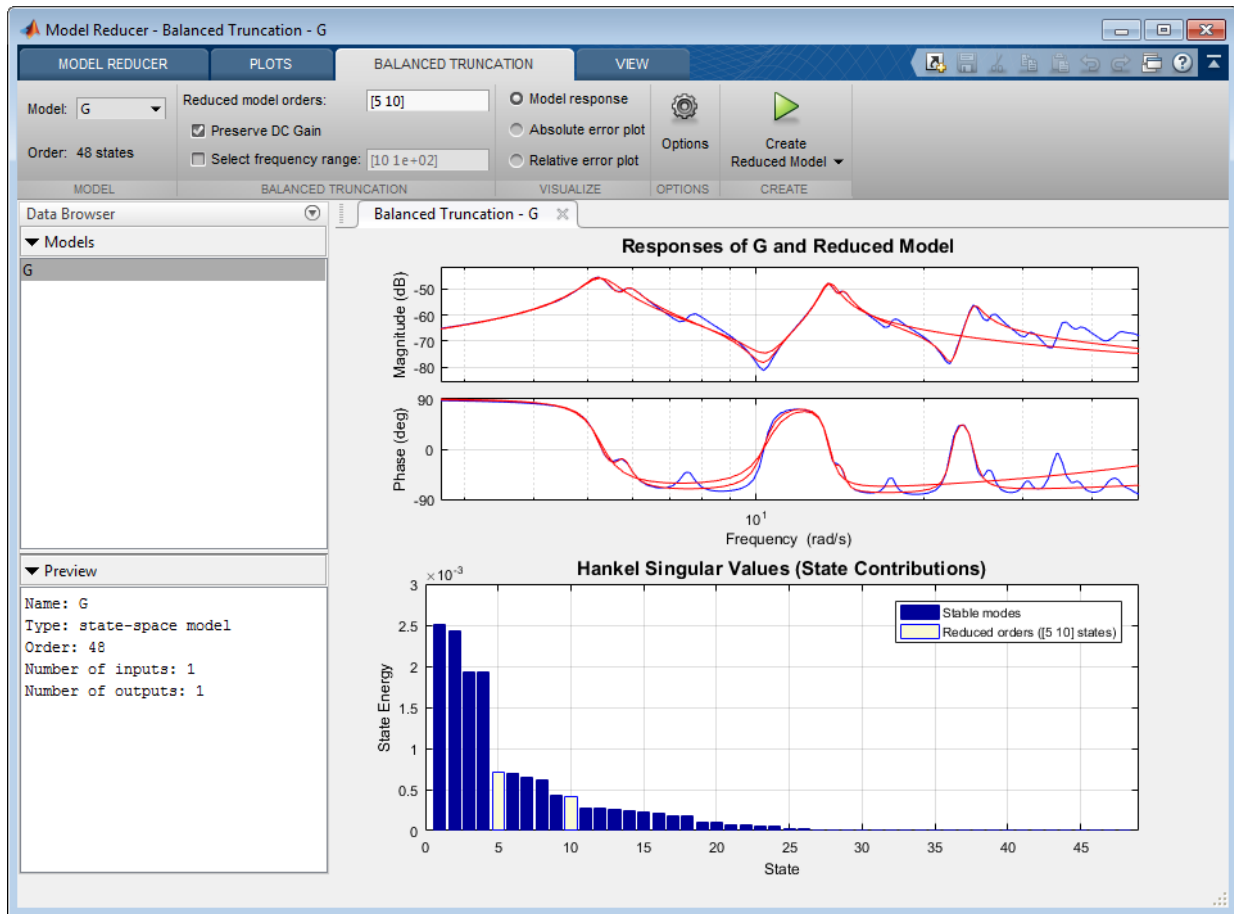 Model Reducer - Balanced Truncation - G
MODEL REDUCER
PLOTS
BALANCED TRUNCATION
VIEW
Model: G
Order: 48 states
MODEL
Reduced model orders: [5 10]
Preserve DC Gain
Select frequency range: [10 1e+02]
BALANCED TRUNCATION
Model response
Absolute error plot
Relative error plot
VISUALIZE
Options
OPTIONS
Create
Reduced Model
CREATE
Data Browser
Models
G
Preview
Name: G
Type: state-space model
Order: 48
Number of inputs: 1
Number of outputs: 1
Balanced Truncation - G
Responses of G and Reduced Model
Magnitude (dB)
-50
-60
-70
-80
Phase (deg)
90
0
-90
10^1
Frequency (rad/s)
Hankel Singular Values (State Contributions)
×10^-3
State Energy
3
2.5
2
1.5
1
0.5
0
Stable modes
Reduced orders ([5 10] states)
0 5 10 15 20 25 30 35 40 45
State